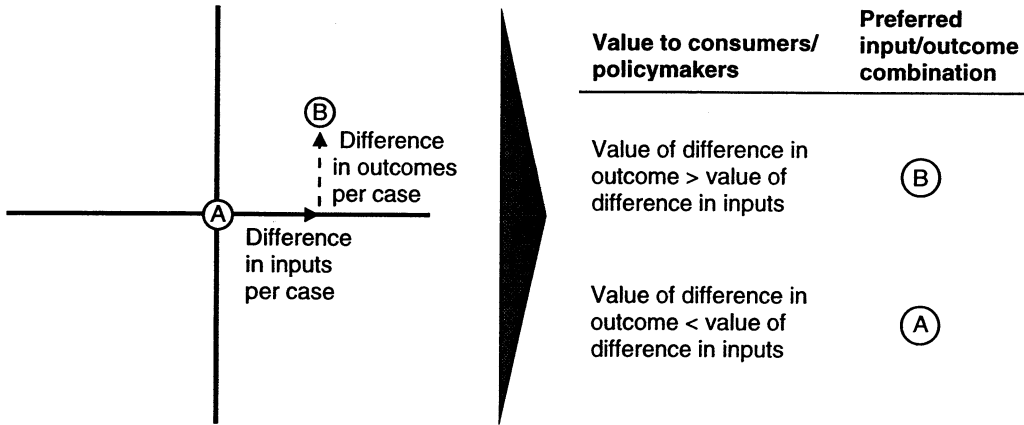 B
Difference
in outcomes
per case
A
Difference
in inputs
per case
Value to consumers/
policymakers
Preferred
input/outcome
combination
Value of difference in
outcome > value of
difference in inputs
B
Value of difference in
outcome < value of
difference in inputs
A